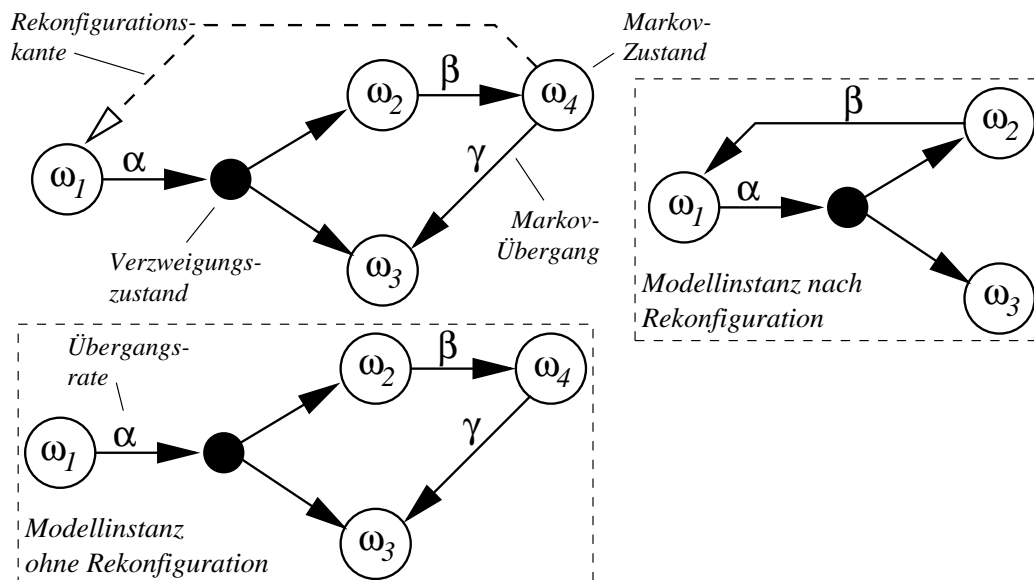 Rekonfigurations-
kante
Markov-
Zustand
ω1
α
ω2
β
ω4
γ
ω3
Verzweigungs-
zustand
Markov-
Übergang
β
ω2
ω1
α
ω3
Modellinstanz nach
Rekonfiguration
Übergangs-
rate
ω1
α
ω2
β
ω4
γ
ω3
Modellinstanz
ohne Rekonfiguration